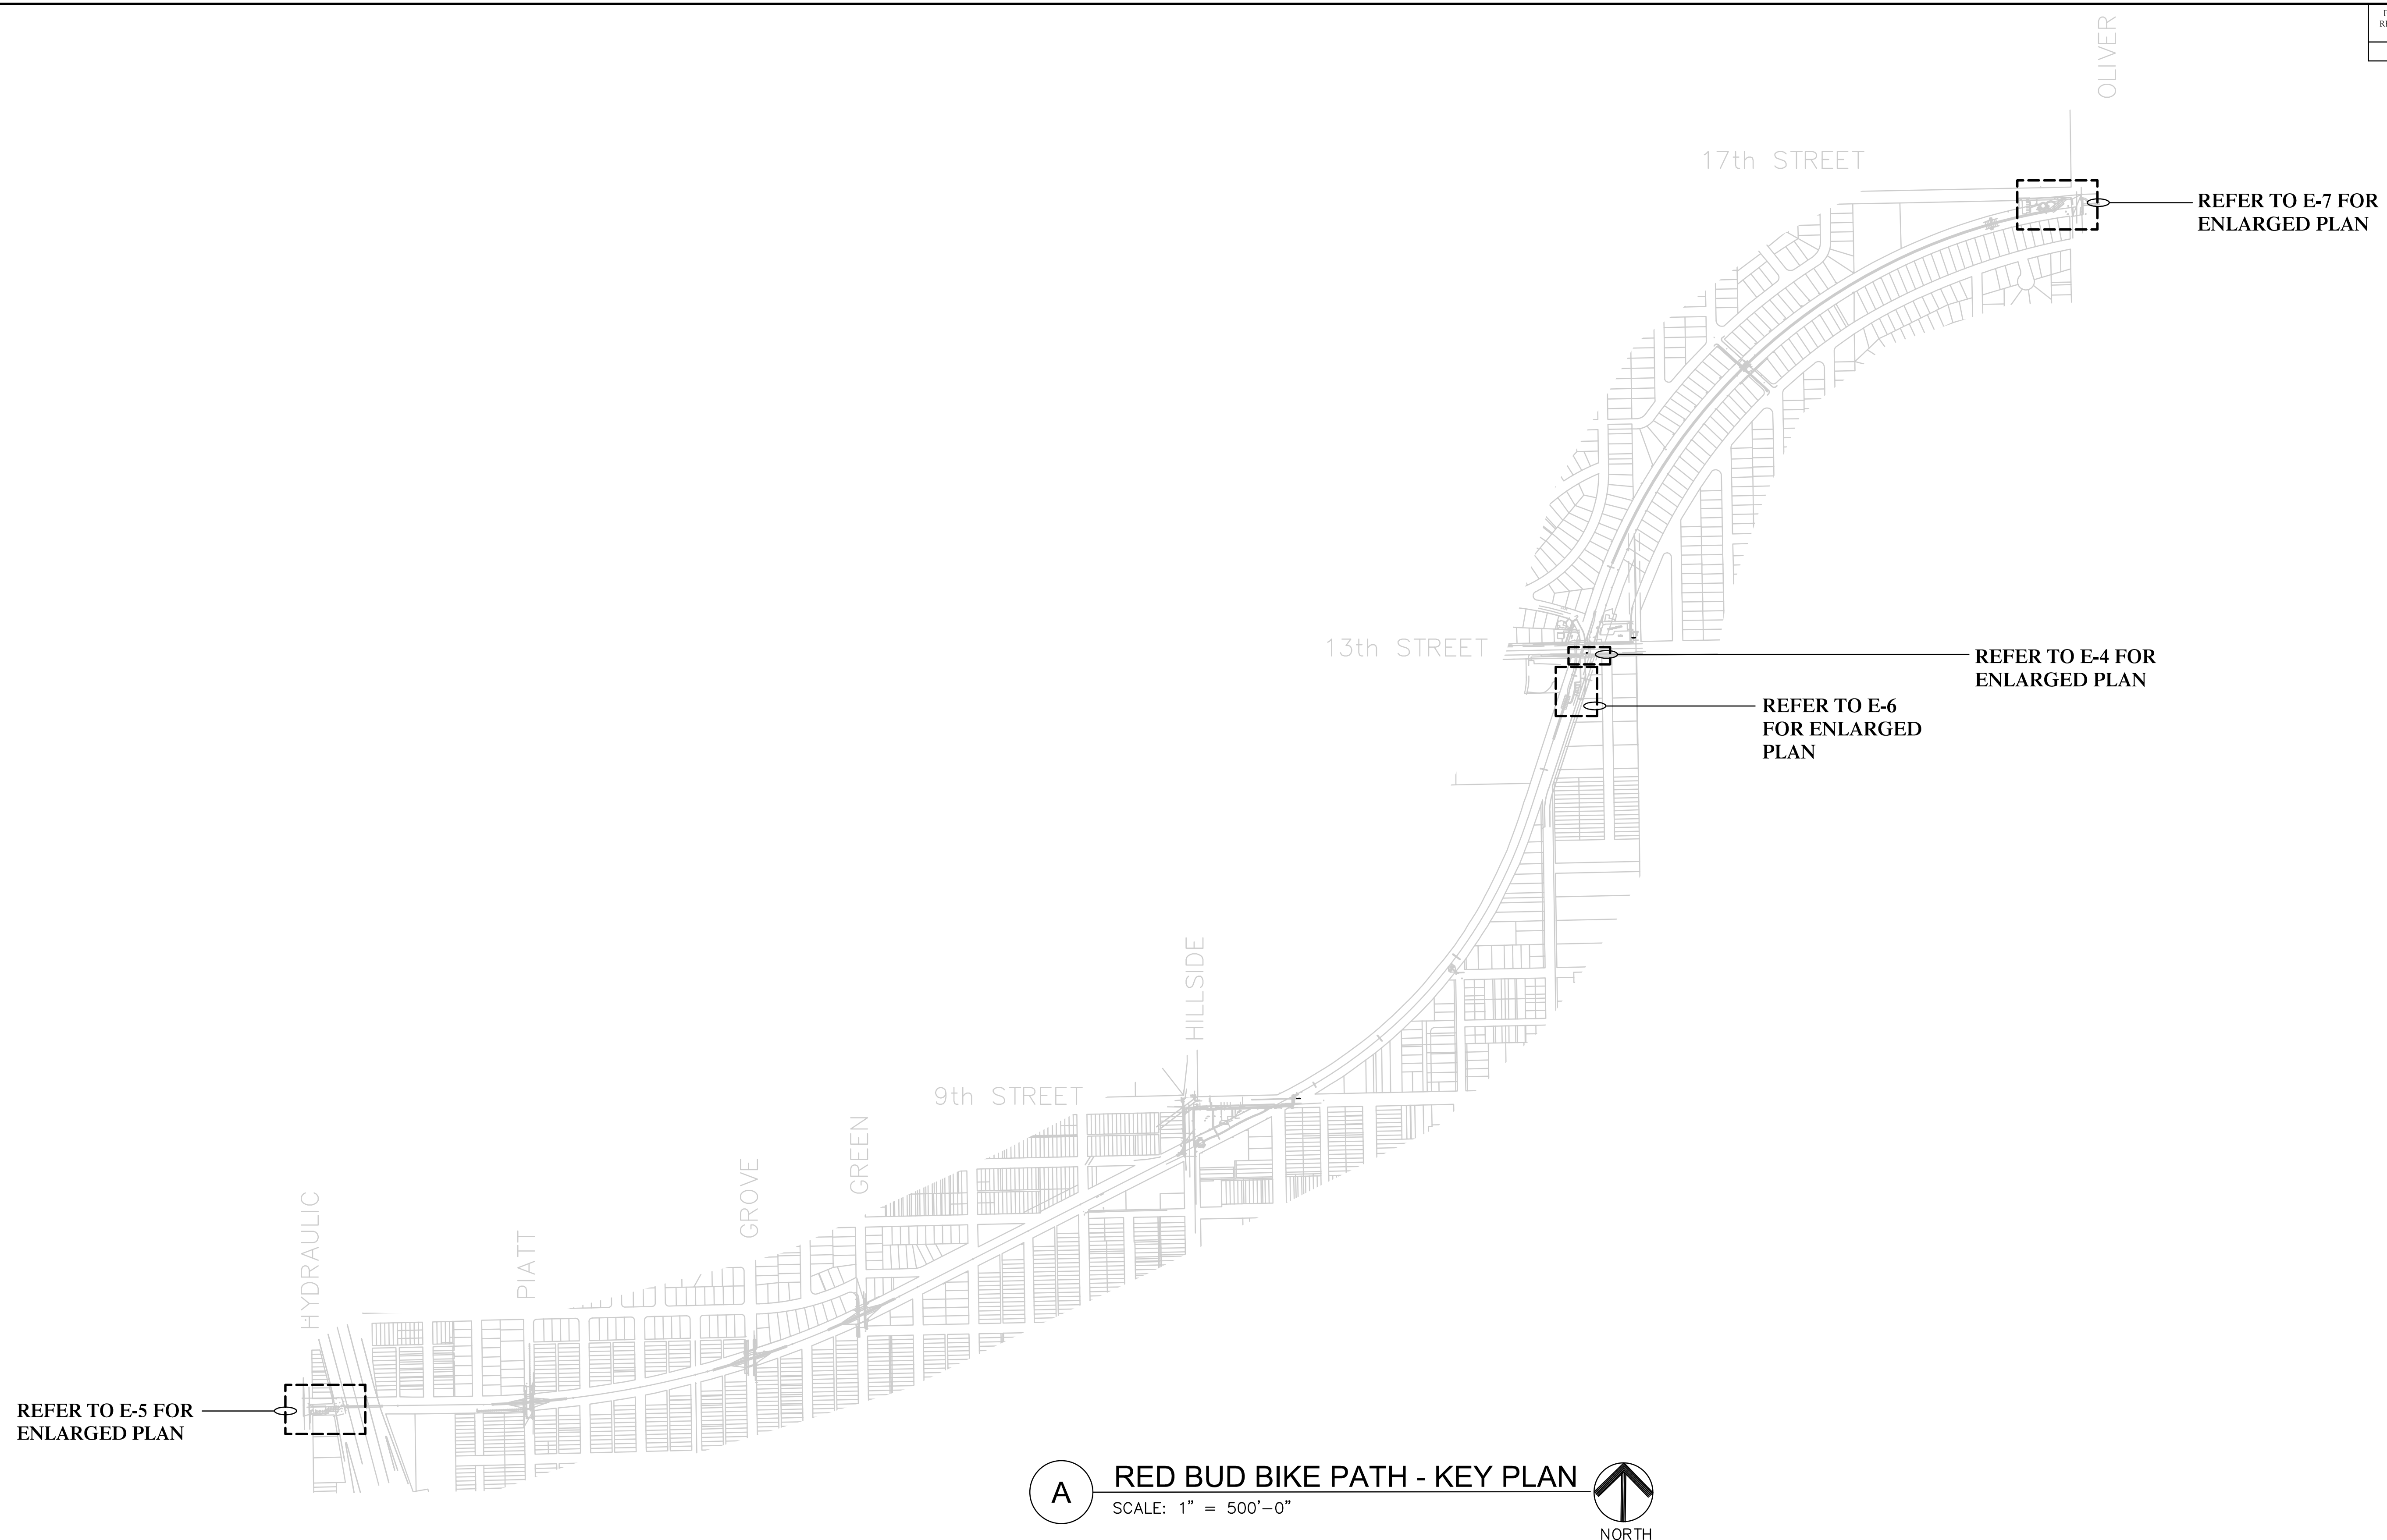 OLIVER
17th STREET
REFER TO E-7 FOR
ENLARGED PLAN
13th STREET
REFER TO E-4 FOR
ENLARGED PLAN
REFER TO E-6
FOR ENLARGED
PLAN
HILLSIDE
9th STREET
GREEN
GROVE
HYDRAULIC
PIATT
REFER TO E-5 FOR
ENLARGED PLAN
A
RED BUD BIKE PATH - KEY PLAN
SCALE: 1" = 500'-0"
NORTH